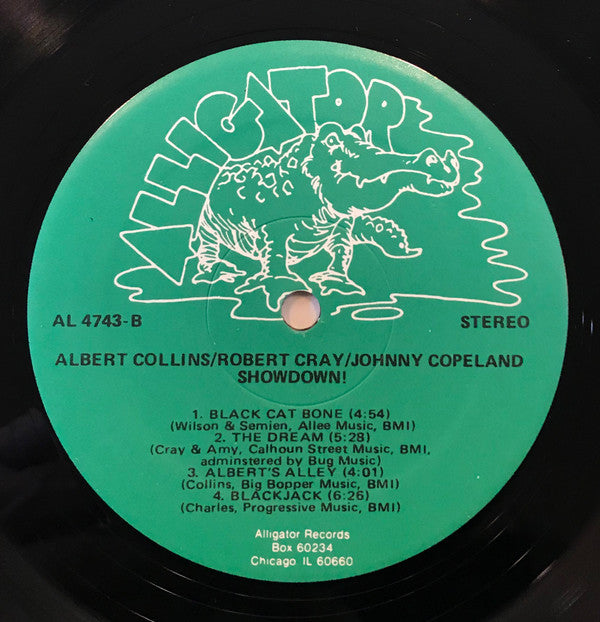 ALLIGATOR
AL 4743-B
STEREO
ALBERT COLLINS/ROBERT CRAY/JOHNNY COPELAND
SHOWDOWN!
1. BLACK CAT BONE (4:54)
(Wilson & Semien, Allee Music, BMI)
2. THE DREAM (5:28)
(Cray & Amy, Calhoun Street Music, BMI,
adminstered by Bug Music)
3. ALBERT'S ALLEY (4:01)
(Collins, Big Bopper Music, BMI)
4. BLACKJACK (6:26)
(Charles, Progressive Music, BMI)
Alligator Records
Box 60234
Chicago IL 60660